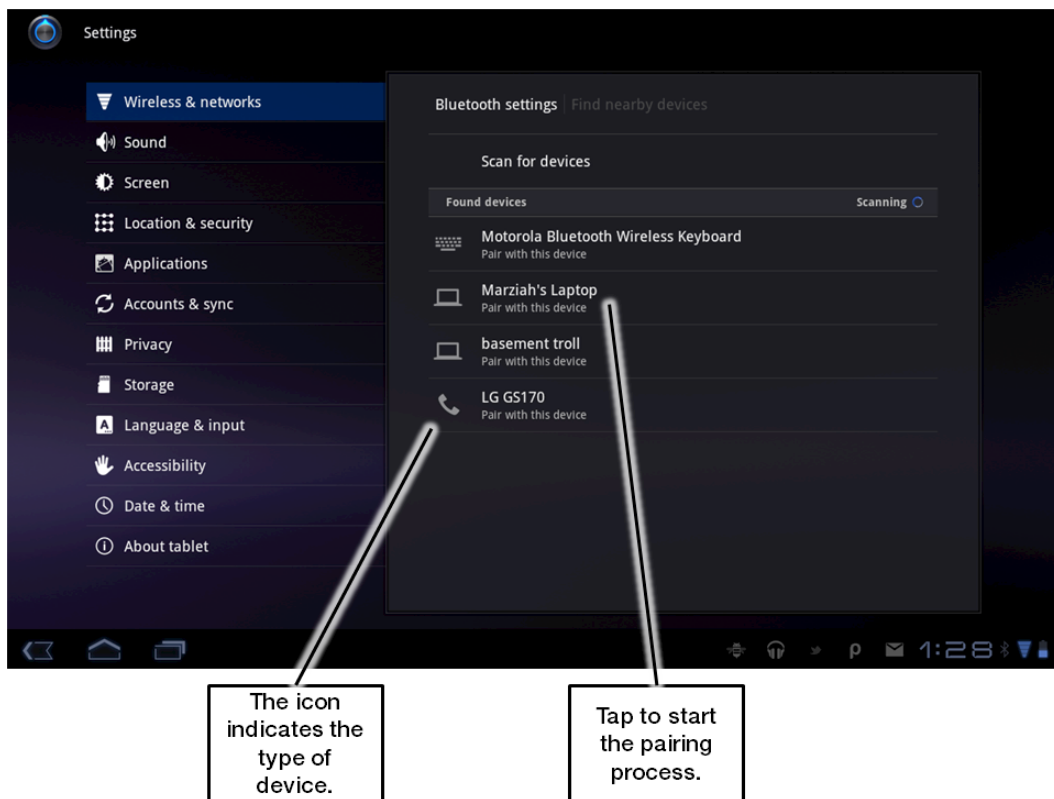 Settings
Wireless & networks
Sound
Screen
Location & security
Applications
Accounts & sync
Privacy
Storage
Language & input
Accessibility
Date & time
About tablet
Bluetooth settings Find nearby devices
Scan for devices
Found devices Scanning
Motorola Bluetooth Wireless Keyboard
Pair with this device
Marziah's Laptop
Pair with this device
basement troll
Pair with this device
LG GS170
Pair with this device
1:28
The icon
indicates the
type of
device.
Tap to start
the pairing
process.